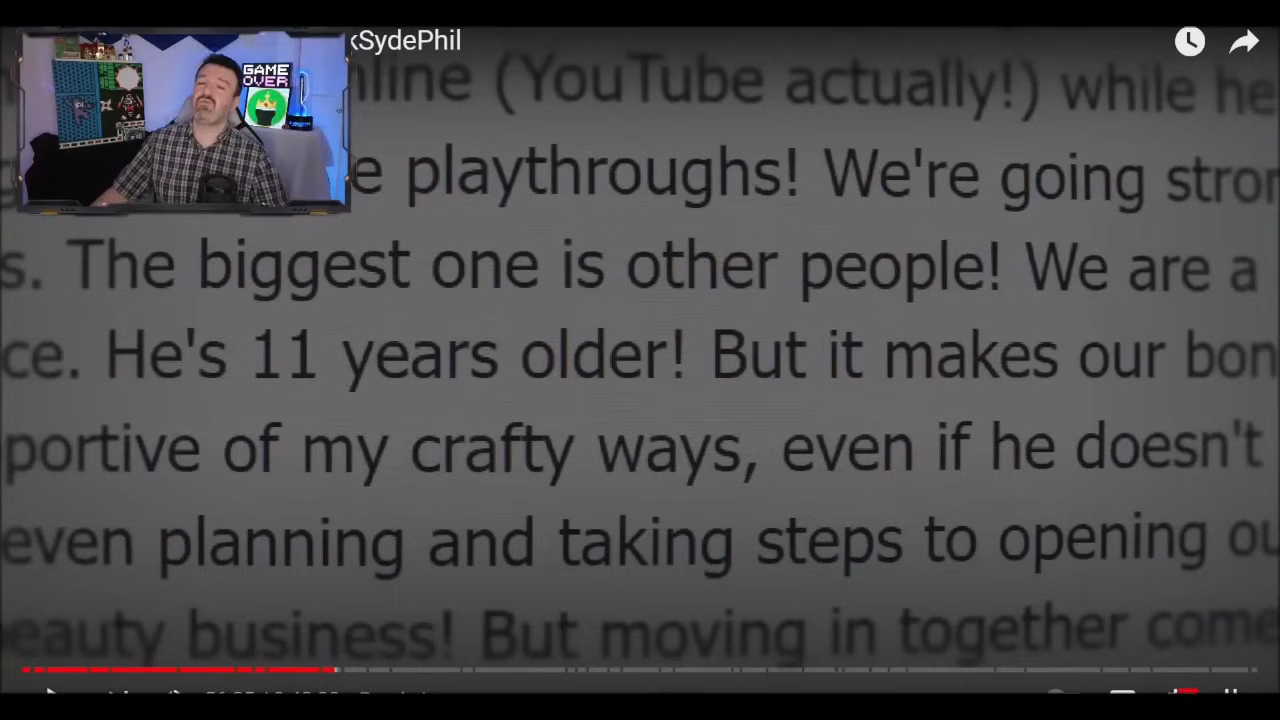 kSydePhil
GAME
OVER
nline (YouTube actually!) while he
e playthroughs! We're going stron
s. The biggest one is other people! We are a
ce. He's 11 years older! But it makes our bon
portive of my crafty ways, even if he doesn't
even planning and taking steps to opening ou
eauty business! But moving in together come